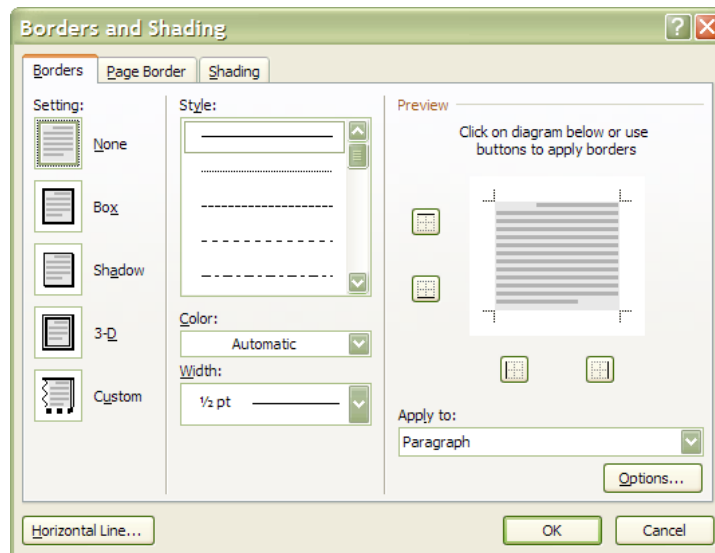 Borders and Shading
Borders
Page Border
Shading
Setting:
None
Box
Shadow
3-D
Custom
Style:
Color:
Automatic
Width:
½ pt
Preview
Click on diagram below or use
buttons to apply borders
Apply to:
Paragraph
Options...
Horizontal Line...
OK
Cancel